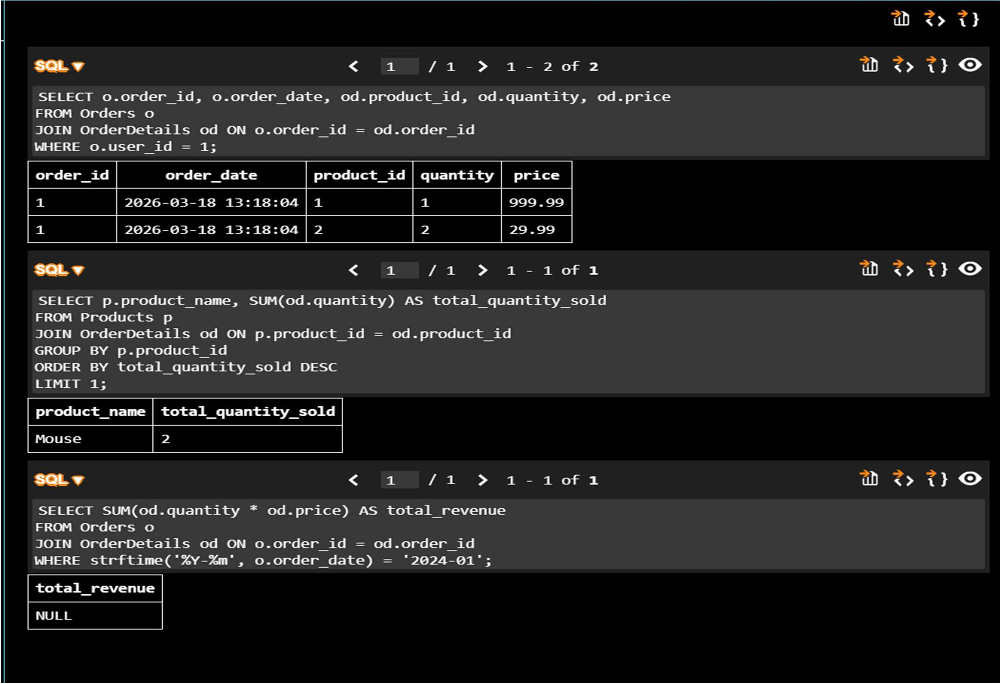 SQL
1 / 1 1 - 2 of 2
SELECT o.order_id, o.order_date, od.product_id, od.quantity, od.price
FROM Orders o
JOIN OrderDetails od ON o.order_id = od.order_id
WHERE o.user_id = 1;
order_id order_date product_id quantity price
1 2026-03-18 13:18:04 1 1 999.99
1 2026-03-18 13:18:04 2 2 29.99
SQL
1 / 1 1 - 1 of 1
SELECT p.product_name, SUM(od.quantity) AS total_quantity_sold
FROM Products p
JOIN OrderDetails od ON p.product_id = od.product_id
GROUP BY p.product_id
ORDER BY total_quantity_sold DESC
LIMIT 1;
product_name total_quantity_sold
Mouse 2
SQL
1 / 1 1 - 1 of 1
SELECT SUM(od.quantity * od.price) AS total_revenue
FROM Orders o
JOIN OrderDetails od ON o.order_id = od.order_id
WHERE strftime('%Y-%m', o.order_date) = '2024-01';
total_revenue
NULL